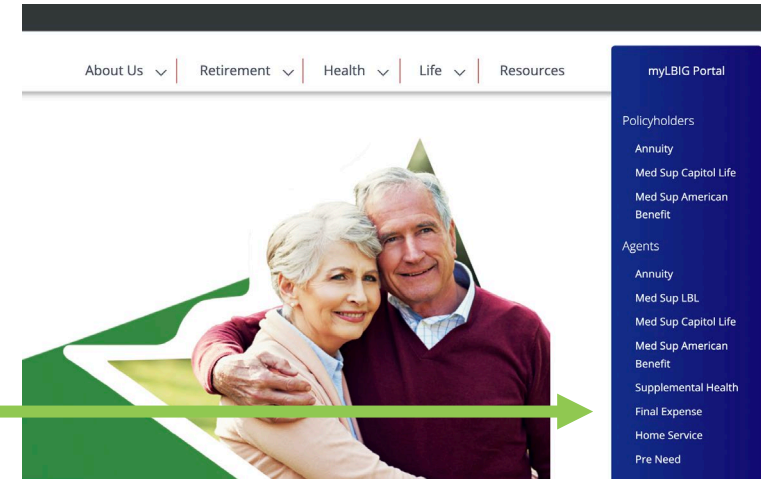 About Us Retirement Health Life Resources
myLBIG Portal
Policyholders
Annuity
Med Sup Capitol Life
Med Sup American
Benefit
Agents
Annuity
Med Sup LBL
Med Sup Capitol Life
Med Sup American
Benefit
Supplemental Health
Final Expense
Home Service
Pre Need